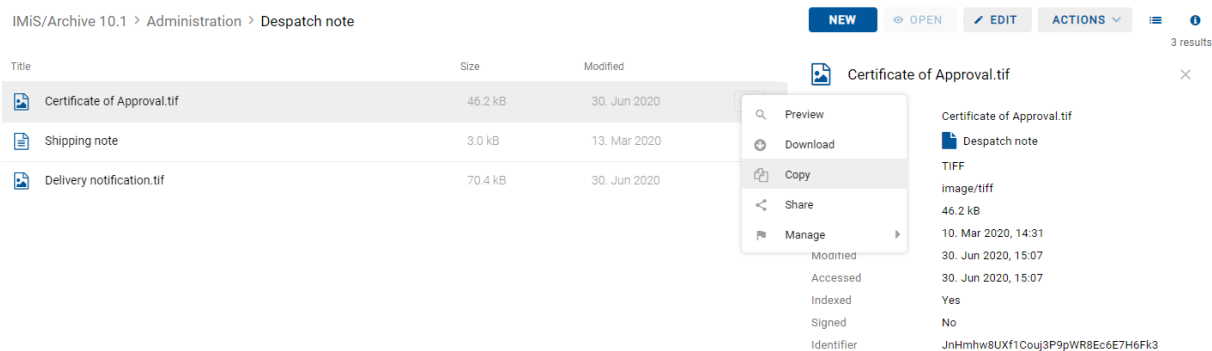 IMiS/Archive 10.1 > Administration > Despatch note
NEW OPEN EDIT ACTIONS
3 results
Title Size Modified
Certificate of Approval.tif 46.2 kB 30. Jun 2020
Shipping note 3.0 kB 13. Mar 2020
Delivery notification.tif 70.4 kB 30. Jun 2020
Preview
Download
Copy
Share
Manage
Certificate of Approval.tif
Certificate of Approval.tif
Despatch note
TIFF
image/tiff
46.2 kB
10. Mar 2020, 14:31
Modified 30. Jun 2020, 15:07
Accessed 30. Jun 2020, 15:07
Indexed Yes
Signed No
Identifier JnHmhw8UXf1Couj3P9pWR8Ec6E7H6Fk3